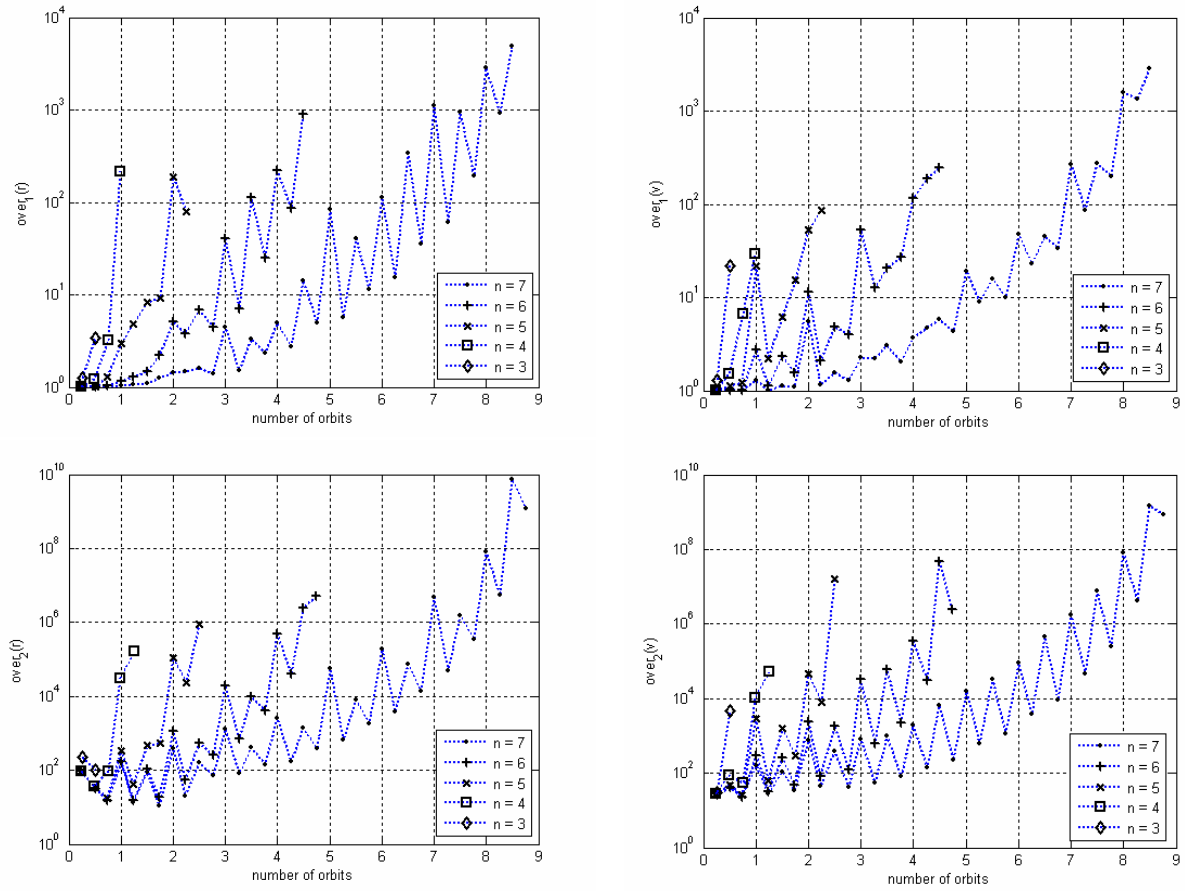 10^4
10^3
10^2
10^1
10^0
over_1(r)
0 1 2 3 4 5 6 7 8 9
number of orbits
n = 7
n = 6
n = 5
n = 4
n = 3
10^4
10^3
10^2
10^1
10^0
over_1(v)
0 1 2 3 4 5 6 7 8 9
number of orbits
n = 7
n = 6
n = 5
n = 4
n = 3
10^10
10^8
10^6
10^4
10^2
10^0
over_2(r)
0 1 2 3 4 5 6 7 8 9
number of orbits
n = 7
n = 6
n = 5
n = 4
n = 3
10^10
10^8
10^6
10^4
10^2
10^0
over_2(v)
0 1 2 3 4 5 6 7 8 9
number of orbits
n = 7
n = 6
n = 5
n = 4
n = 3